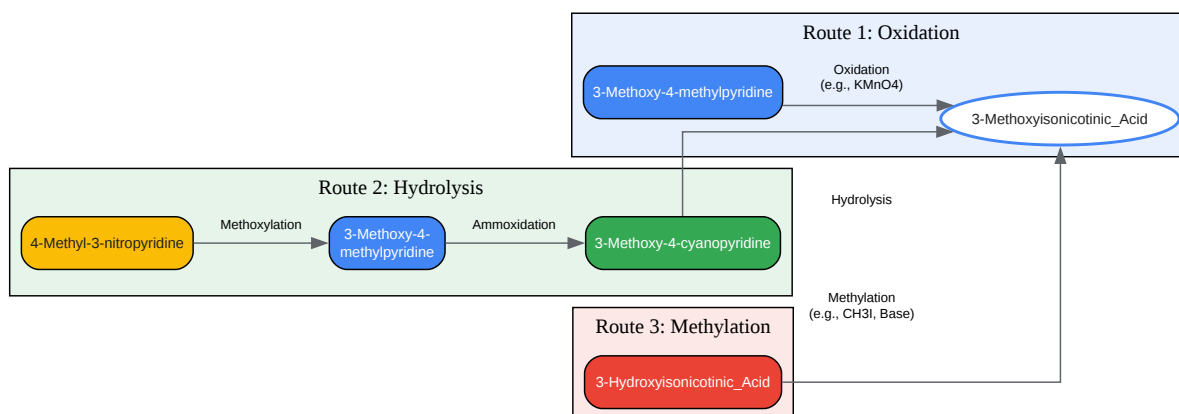 Route 1: Oxidation
3-Methoxy-4-methylpyridine
Oxidation
(e.g., KMnO4)
3-Methoxyisonicotinic_Acid
Route 2: Hydrolysis
4-Methyl-3-nitropyridine
Methoxylation
3-Methoxy-4-
methylpyridine
Ammoxidation
3-Methoxy-4-cyanopyridine
Hydrolysis
Route 3: Methylation
3-Hydroxyisonicotinic_Acid
Methylation
(e.g., CH3I, Base)